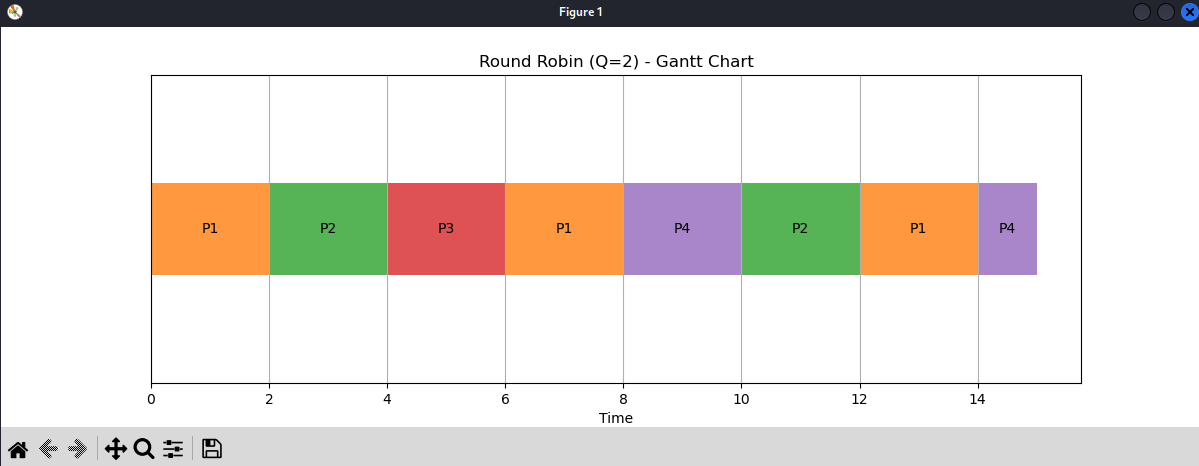 Figure 1
Round Robin (Q=2) - Gantt Chart
P1 P2 P3 P1 P4 P2 P1 P4
0 2 4 6 8 10 12 14
Time